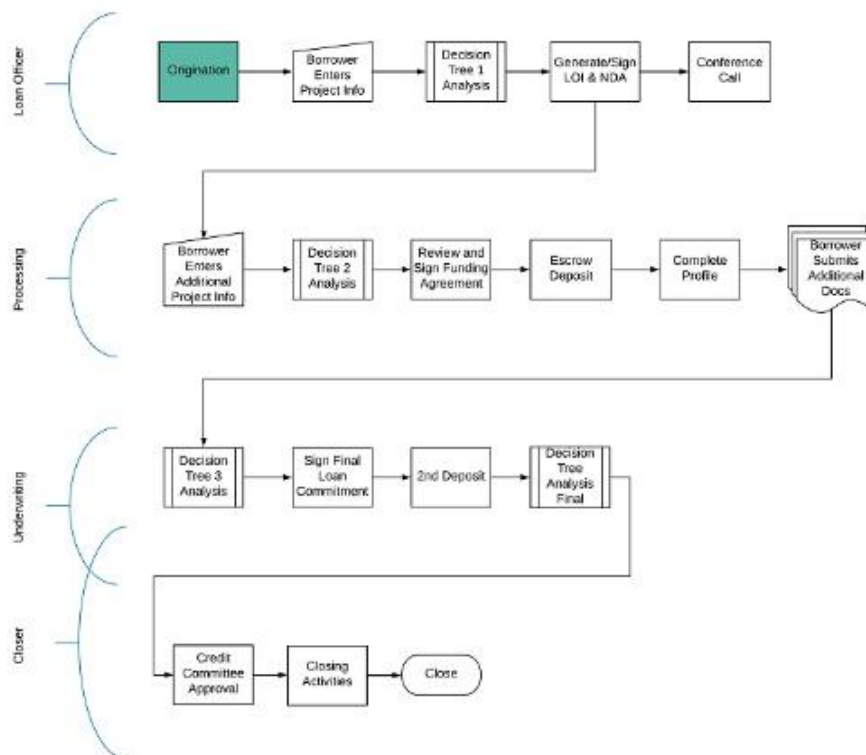 Loan Officer
Origination
Borrower
Enters
Project Info
Decision
Tree 1
Analysis
Generate/Sign
LOI & NDA
Conference
Call
Processing
Borrower
Enters
Additional
Project Info
Decision
Tree 2
Analysis
Review and
Sign Funding
Agreement
Escrow
Deposit
Complete
Profile
Borrower
Submits
Additional
Docs
Underwriting
Decision
Tree 3
Analysis
Sign Final
Loan
Commitment
2nd Deposit
Decision
Tree
Analysis
Final
Closer
Credit
Committee
Approval
Closing
Activities
Close